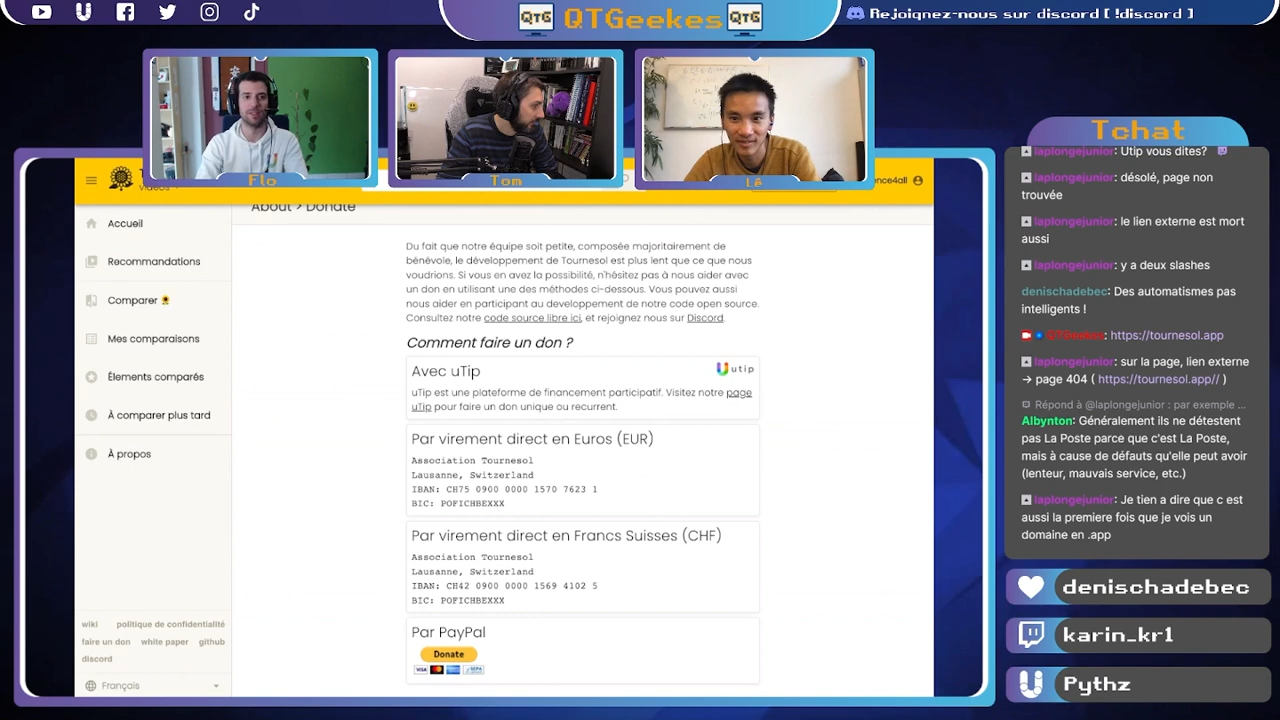 QTG QTGeekes QTG
Rejoignez-nous sur discord [ !discord ]
Flo
Tom
Lê
ence4all
About > Donate
Accueil
Recommandations
Comparer
Mes comparaisons
Élements comparés
À comparer plus tard
À propos
wiki politique de confidentialité
faire un don white paper github
discord
Français
Du fait que notre équipe soit petite, composée majoritairement de
bénévole, le développement de Tournesol est plus lent que ce que nous
voudrions. Si vous en avez la possibilité, n'hésitez pas à nous aider avec
un don en utilisant une des méthodes ci-dessous. Vous pouvez aussi
nous aider en participant au developpement de notre code open source.
Consultez notre code source libre ici, et rejoignez nous sur Discord.
Comment faire un don ?
Avec uTip
utip
uTip est une plateforme de financement participatif. Visitez notre page
uTip pour faire un don unique ou recurrent.
Par virement direct en Euros (EUR)
Association Tournesol
Lausanne, Switzerland
IBAN: CH75 0900 0000 1570 7623 1
BIC: POFICHBEXXX
Par virement direct en Francs Suisses (CHF)
Association Tournesol
Lausanne, Switzerland
IBAN: CH42 0900 0000 1569 4102 5
BIC: POFICHBEXXX
Par PayPal
Donate
VISA
Tchat
laplongejunior: Utip vous dites?
laplongejunior: désolé, page non
trouvée
laplongejunior: le lien externe est mort
aussi
laplongejunior: y a deux slashes
denischadebec: Des automatismes pas
intelligents !
QTGeekes: https://tournesol.app
laplongejunior: sur la page, lien externe
→ page 404 ( https://tournesol.app// )
Répond à @laplongejunior : par exemple ...
Albynton: Généralement ils ne détestent
pas La Poste parce que c'est La Poste,
mais à cause de défauts qu'elle peut avoir
(lenteur, mauvais service, etc.)
laplongejunior: Je tien a dire que c est
aussi la premiere fois que je vois un
domaine en .app
denischadebec
karin_kr1
Pythz